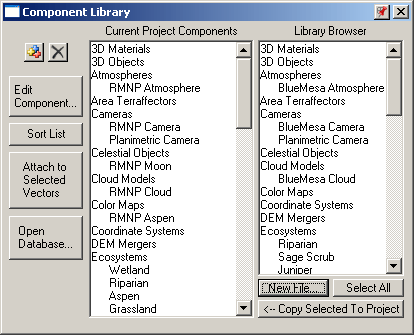 Component Library
Current Project Components
Library Browser
Edit
Component...
Sort List
Attach to
Selected
Vectors
Open
Database...
3D Materials
3D Objects
Atmospheres
RMNP Atmosphere
Area Terraffectors
Cameras
RMNP Camera
Planimetric Camera
Celestial Objects
RMNP Moon
Cloud Models
RMNP Cloud
Color Maps
RMNP Aspen
Coordinate Systems
DEM Mergers
Ecosystems
Wetland
Riparian
Aspen
Grassland
3D Materials
3D Objects
Atmospheres
BlueMesa Atmosphere
Area Terraffectors
Cameras
BlueMesa Camera
Planimetric Camera
Celestial Objects
Cloud Models
BlueMesa Cloud
Color Maps
Coordinate Systems
DEM Mergers
Ecosystems
Riparian
Sage Scrub
Juniper
New File...
Select All
<-- Copy Selected To Project